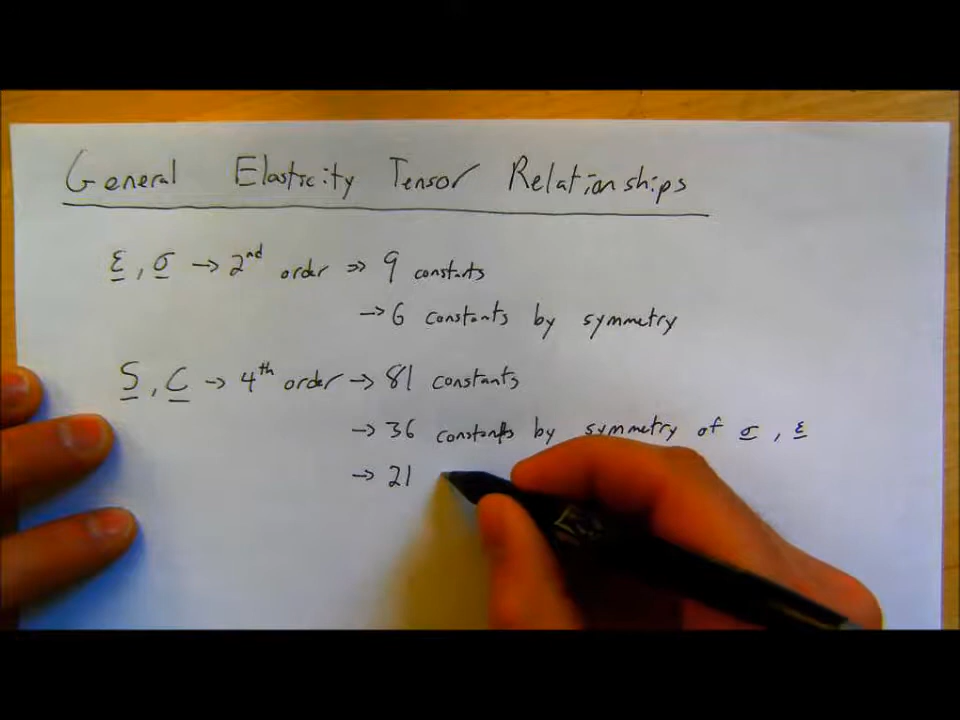 General Elasticity Tensor Relationships
ε, σ → 2nd order ⇒ 9 constants
→ 6 constants by symmetry
S, C → 4th order → 81 constants
→ 36 constants by symmetry of σ, ε
→ 21